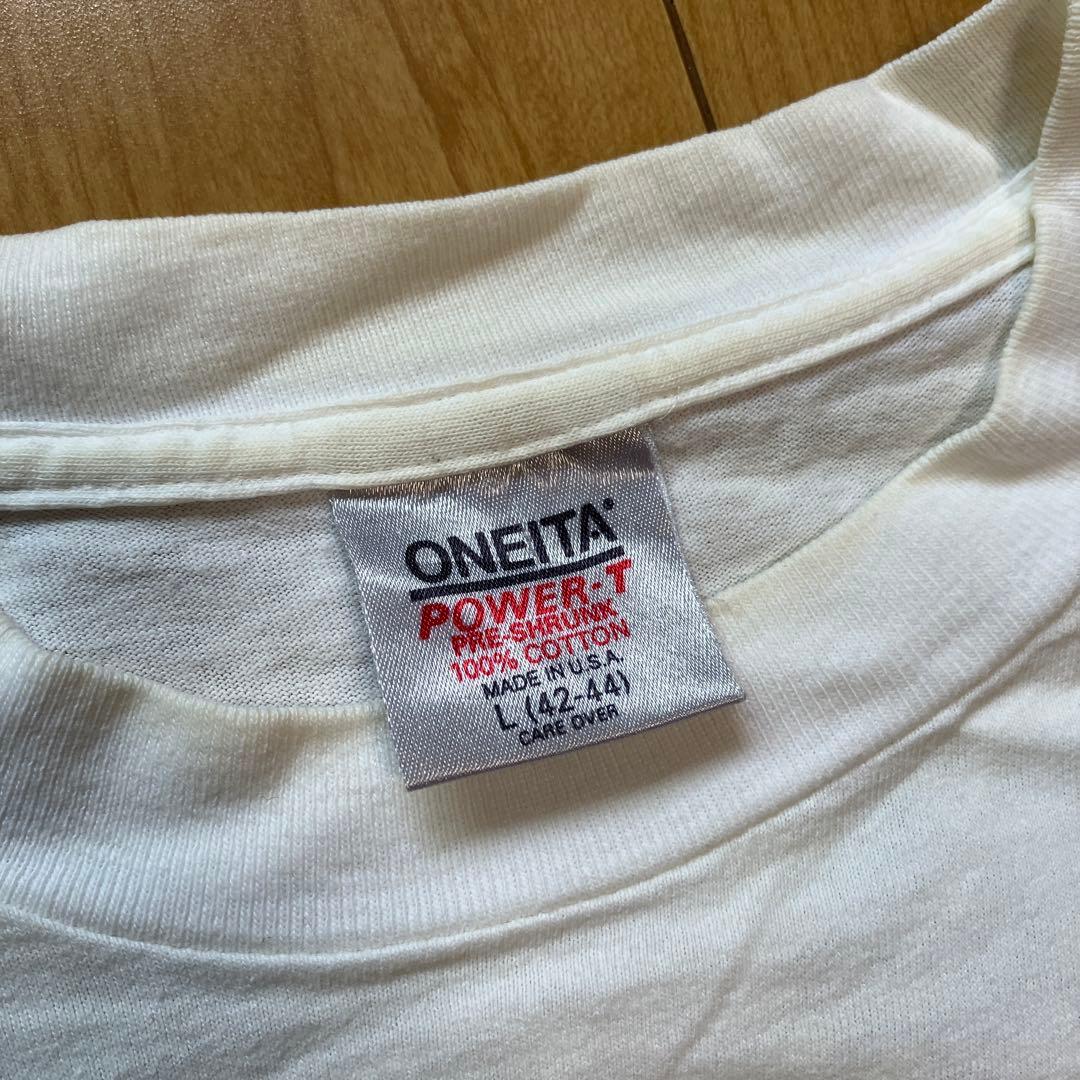 ONEITA®
POWER-T
PRE-SHRUNK
100% COTTON
MADE IN U.S.A.
L (42-44)
CARE OVER